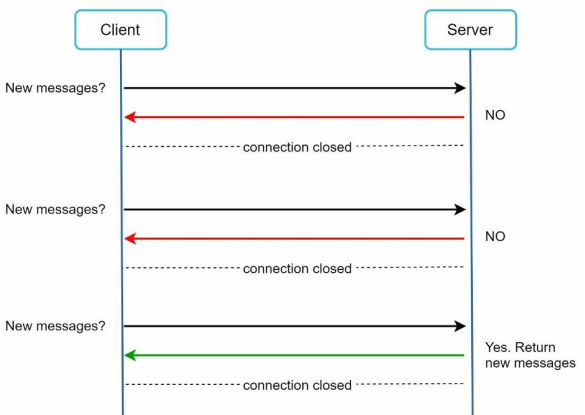 Client
Server
New messages?
NO
connection closed
New messages?
NO
connection closed
New messages?
Yes. Return
new messages
connection closed